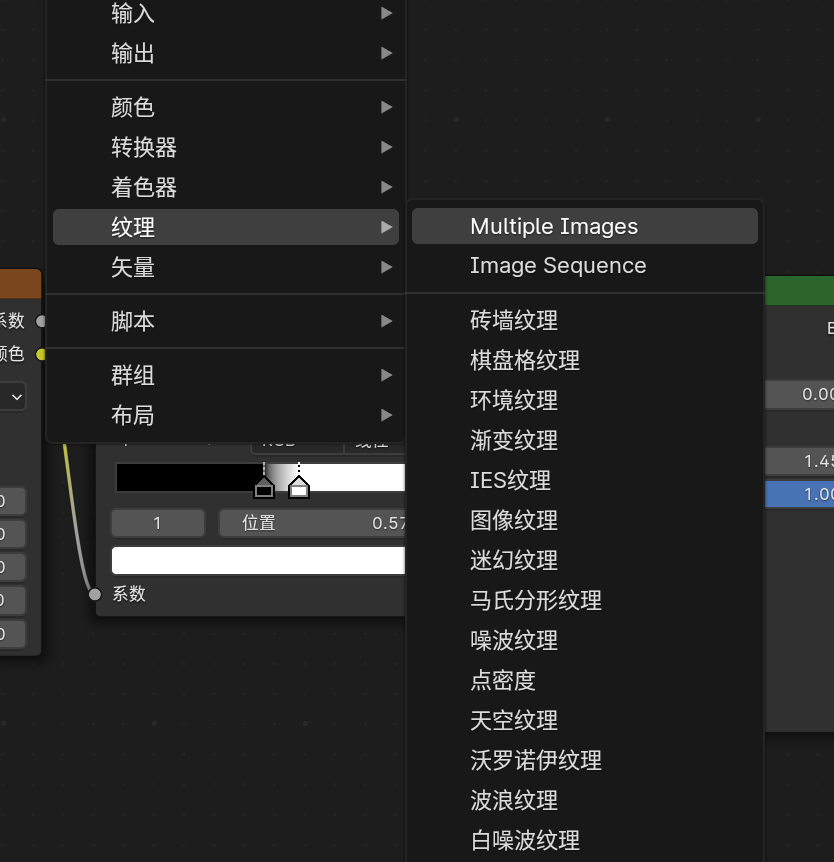 输入
输出
颜色
转换器
着色器
纹理
矢量
脚本
群组
布局
Multiple Images
Image Sequence
砖墙纹理
棋盘格纹理
环境纹理
渐变纹理
IES纹理
图像纹理
迷幻纹理
马氏分形纹理
噪波纹理
点密度
天空纹理
沃罗诺伊纹理
波浪纹理
白噪波纹理
系数
颜色
0
0
0
0
0
1
位置
0.57
系数
0.00
1.45
1.00